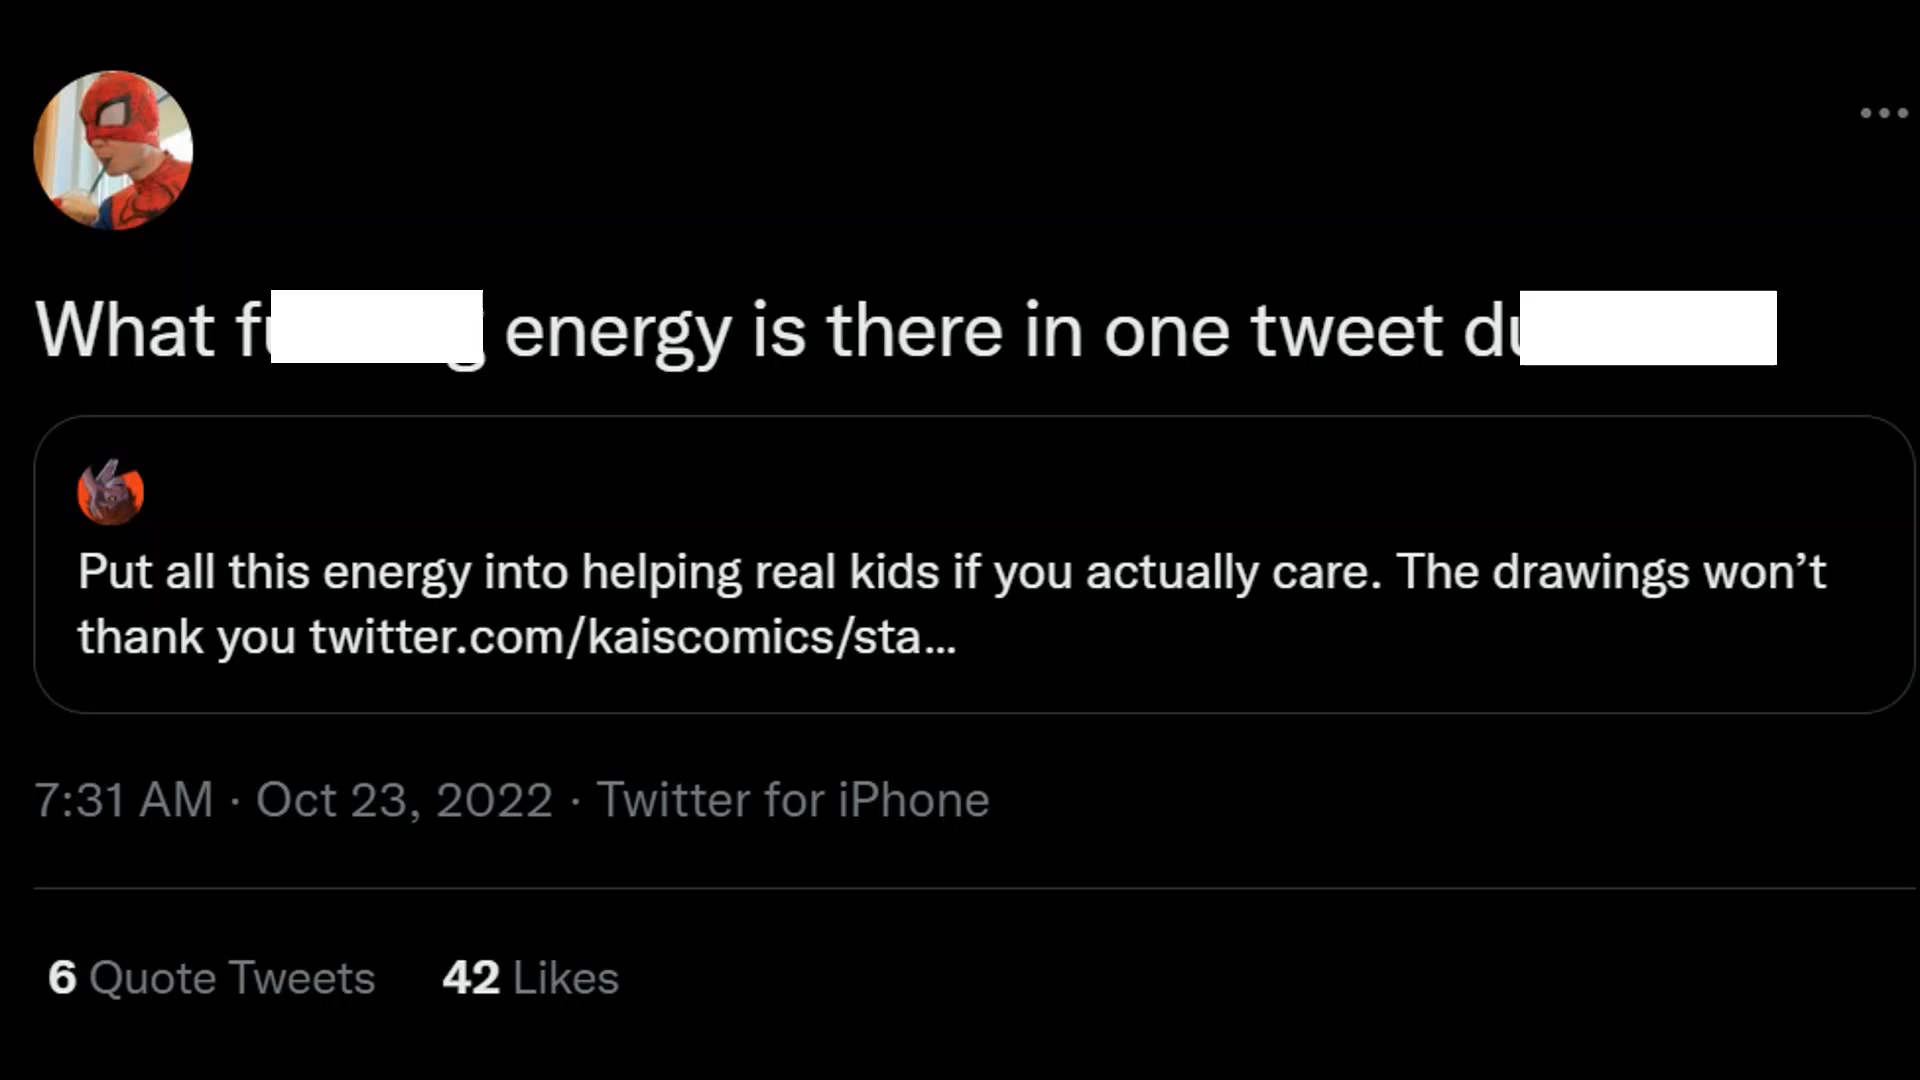 What f energy is there in one tweet du
Put all this energy into helping real kids if you actually care. The drawings won’t
thank you twitter.com/kaiscomics/sta...
7:31 AM · Oct 23, 2022 · Twitter for iPhone
6 Quote Tweets 42 Likes